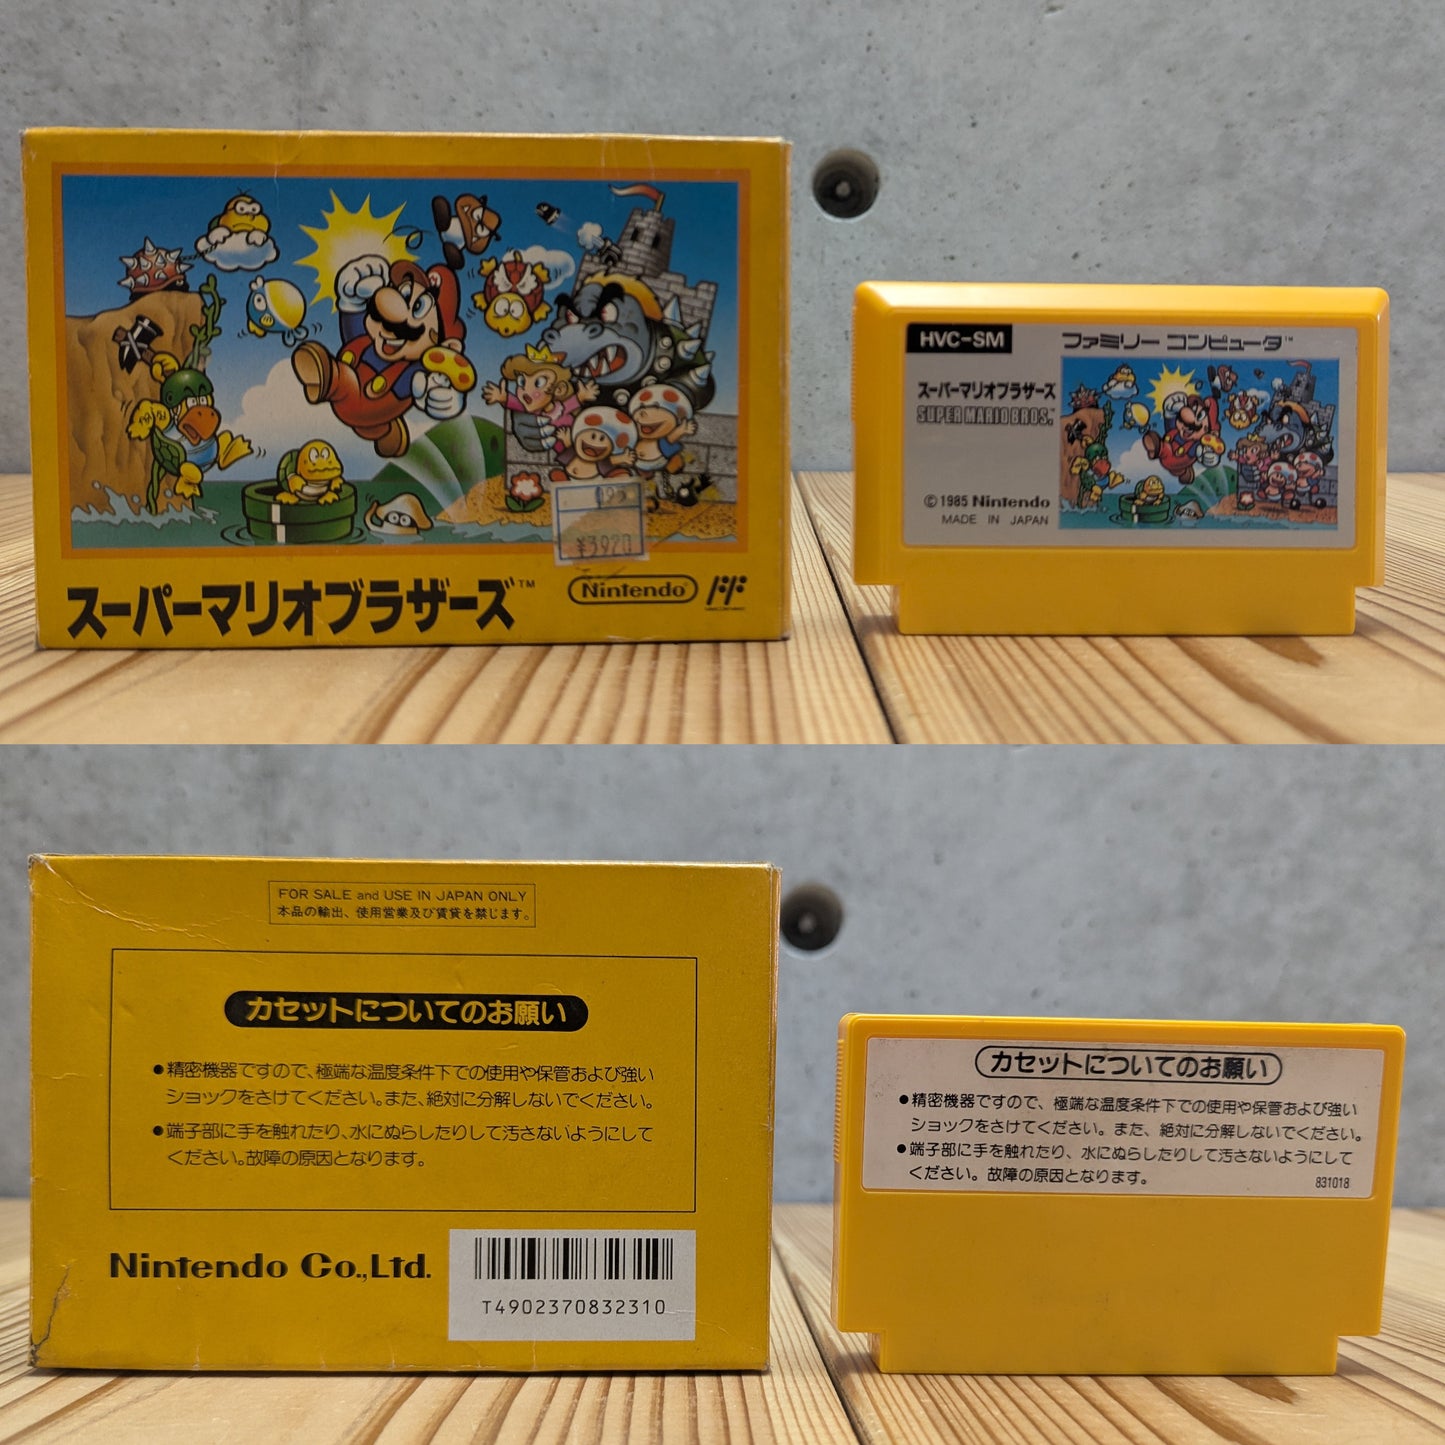 ¥3920
スーパーマリオブラザーズ™
Nintendo®
HVC-SM
ファミリー コンピュータ™
スーパーマリオブラザーズ
SUPER MARIO BROS.™
©1985 Nintendo
MADE IN JAPAN
FOR SALE and USE IN JAPAN ONLY
本品の輸出、使用営業及び賃貸を禁じます。
カセットについてのお願い
●精密機器ですので、極端な温度条件下での使用や保管および強い
ショックをさけてください。また、絶対に分解しないでください。
●端子部に手を触れたり、水にぬらしたりして汚さないようにして
ください。故障の原因となります。
Nintendo Co.,Ltd.
T4902370832310
カセットについてのお願い
●精密機器ですので、極端な温度条件下での使用や保管および強い
ショックをさけてください。また、絶対に分解しないでください。
●端子部に手を触れたり、水にぬらしたりして汚さないようにして
ください。故障の原因となります。
831018